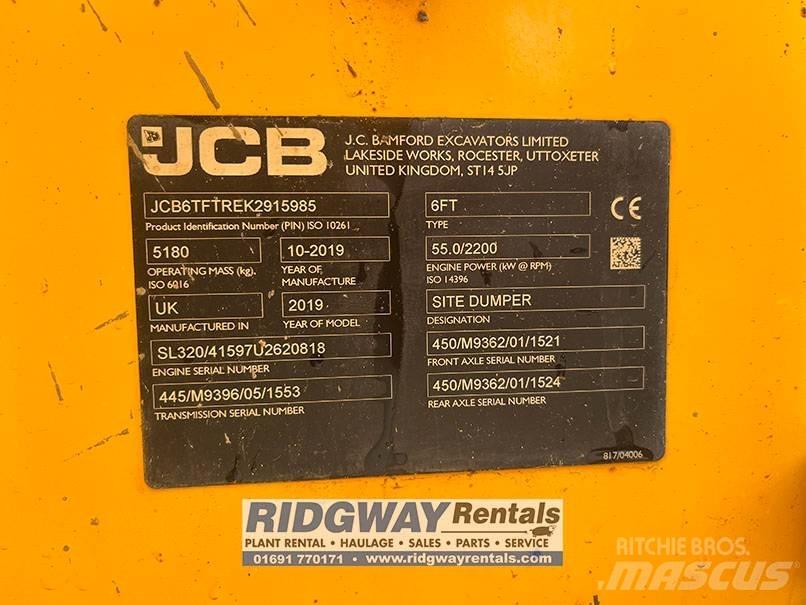 JCB
J.C. BAMFORD EXCAVATORS LIMITED
LAKESIDE WORKS, ROCESTER, UTTOXETER
UNITED KINGDOM, ST14 5JP
JCB6TFTREK2915985
Product Identification Number (PIN) ISO 10261
6FT
TYPE
CE
5180
OPERATING MASS (kg)
ISO 6016
10-2019
YEAR OF
MANUFACTURE
55.0/2200
ENGINE POWER (kW @ RPM)
ISO 14396
UK
MANUFACTURED IN
2019
YEAR OF MODEL
SITE DUMPER
DESIGNATION
SL320/41597U2620818
ENGINE SERIAL NUMBER
450/M9362/01/1521
FRONT AXLE SERIAL NUMBER
445/M9396/05/1553
TRANSMISSION SERIAL NUMBER
450/M9362/01/1524
REAR AXLE SERIAL NUMBER
817/04006
RIDGWAY Rentals
PLANT RENTAL • HAULAGE • SALES • PARTS • SERVICE
01691 770171 • www.ridgwayrentals.com
RITCHIE BROS.
MASCUS